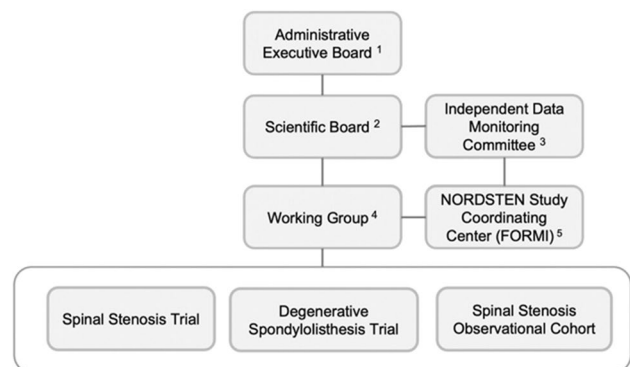 Administrative
Executive Board 1
Scientific Board 2
Independent Data
Monitoring
Committee 3
Working Group 4
NORDSTEN Study
Coordinating
Center (FORMI) 5
Spinal Stenosis Trial
Degenerative
Spondylolisthesis Trial
Spinal Stenosis
Observational Cohort